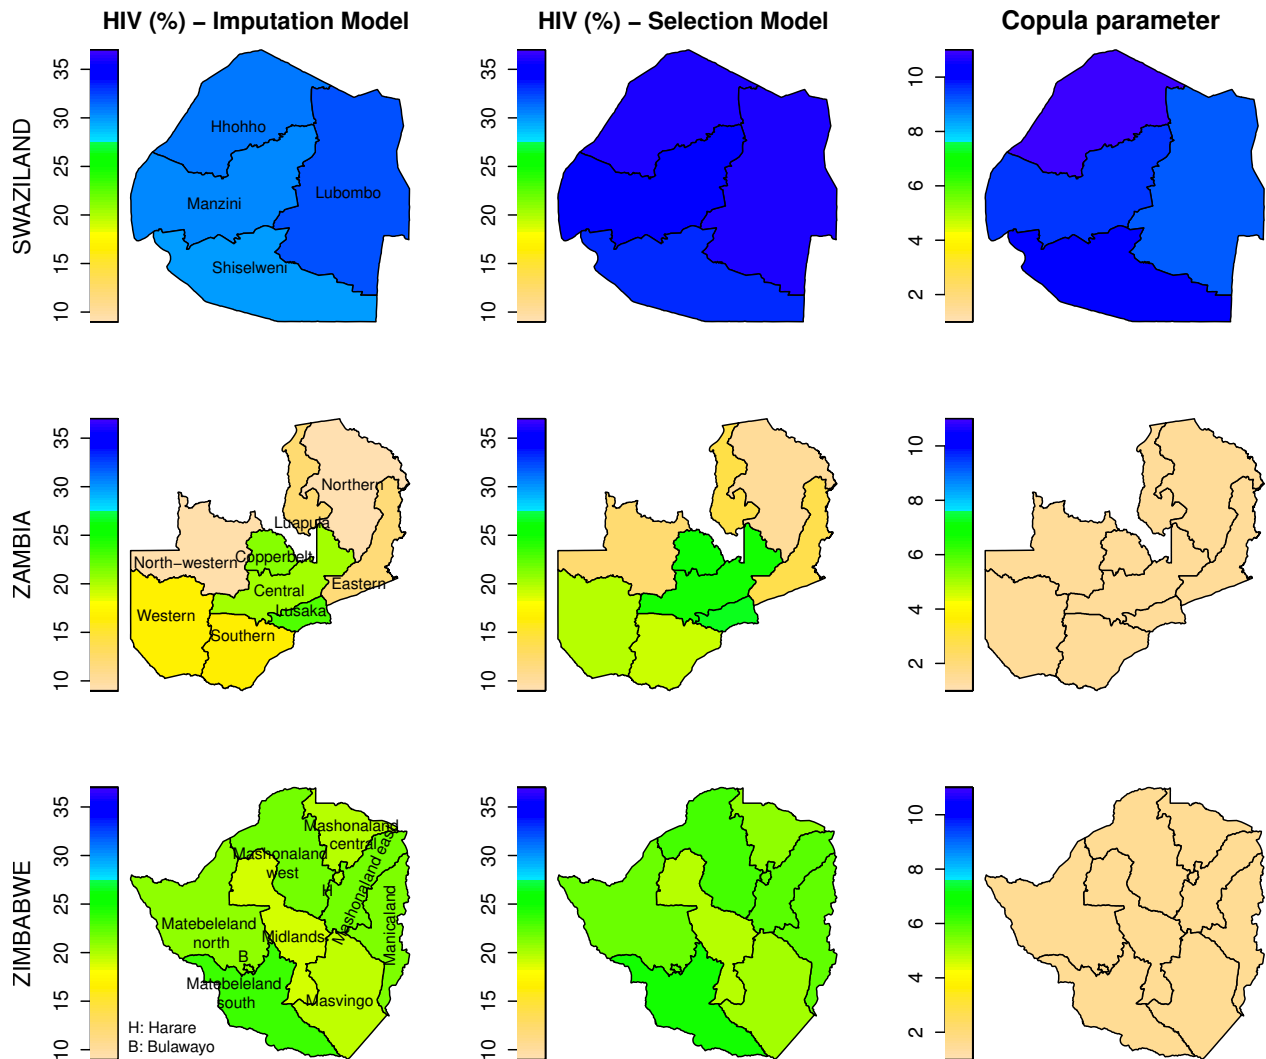 HIV (%) – Imputation Model
HIV (%) – Selection Model
Copula parameter
SWAZILAND
35
30
25
20
15
10
Hhohho
Manzini
Lubombo
Shiselweni
35
30
25
20
15
10
10
8
6
4
2
ZAMBIA
35
30
25
20
15
10
Northern
Luapula
North–western
Copperbelt
Central
Eastern
Lusaka
Western
Southern
35
30
25
20
15
10
10
8
6
4
2
ZIMBABWE
35
30
25
20
15
10
Mashonaland
central
Mashonaland
west
H
Mashonaland east
Manicaland
Matebeleland
north
Midlands
B
Matebeleland
south
Masvingo
H: Harare
B: Bulawayo
35
30
25
20
15
10
10
8
6
4
2